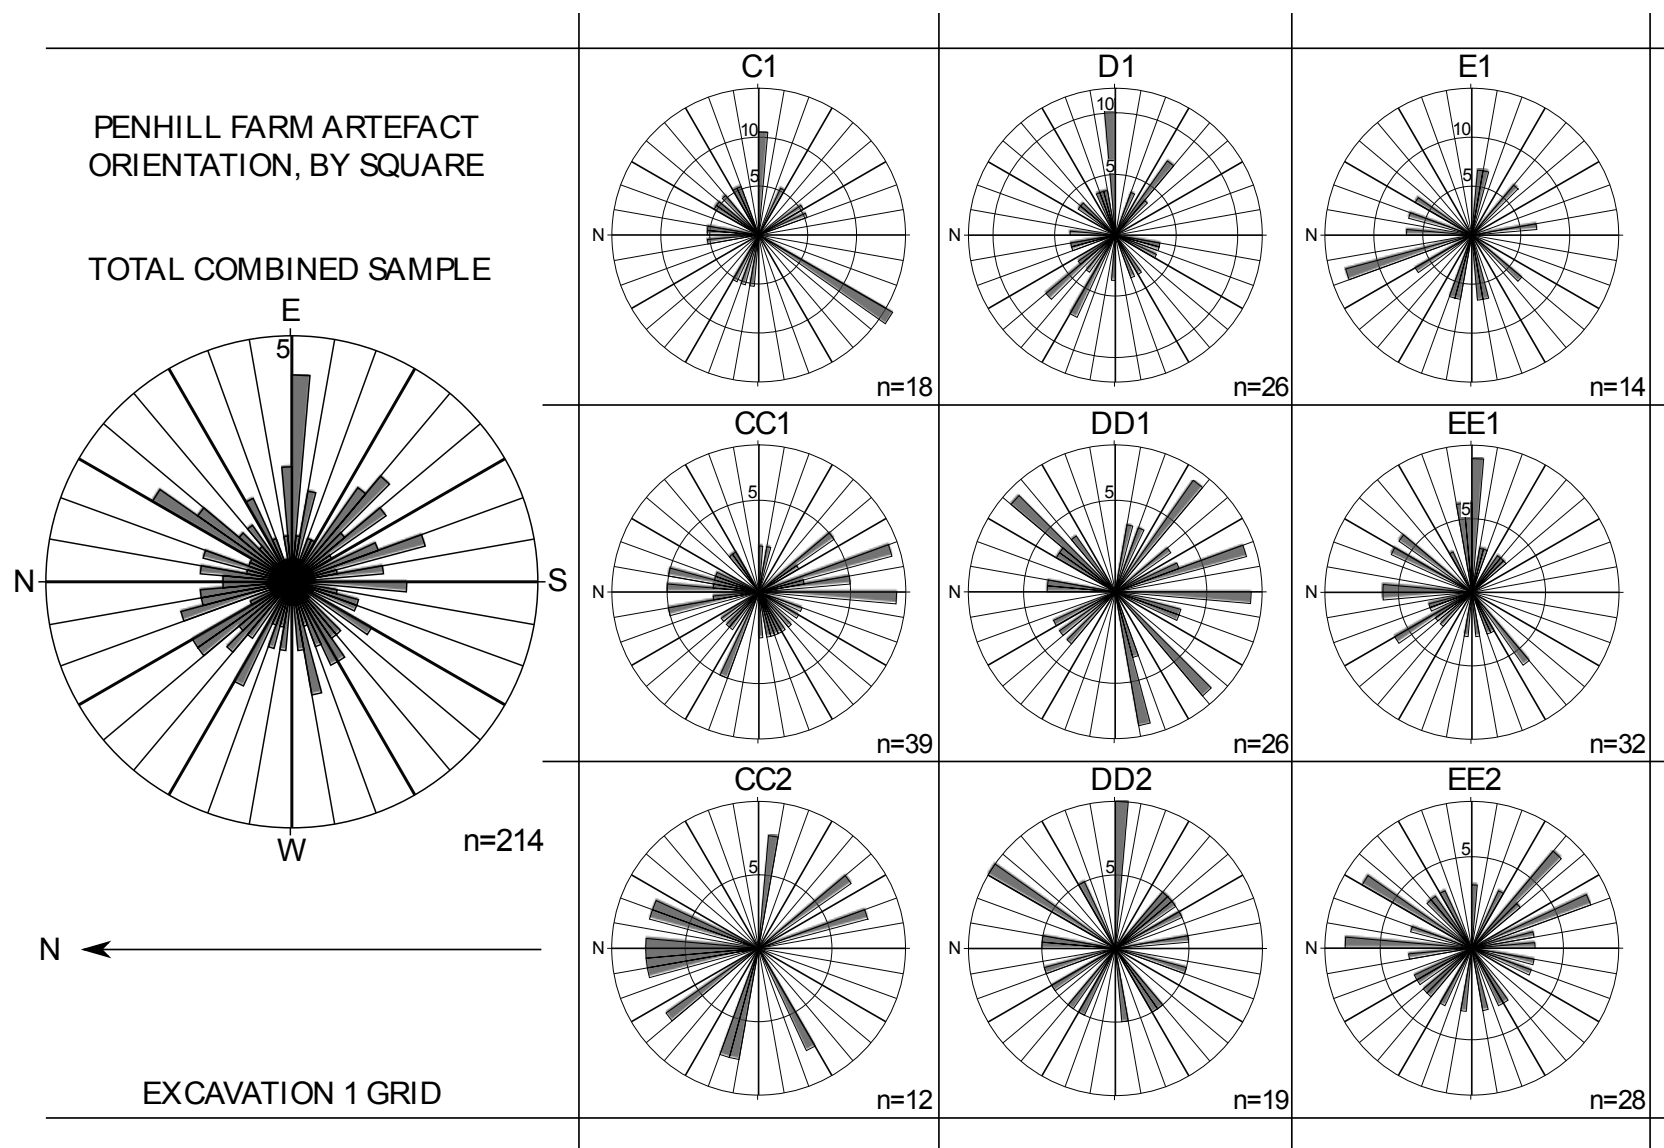 PENHILL FARM ARTEFACT
ORIENTATION, BY SQUARE
TOTAL COMBINED SAMPLE
E
5
N
S
W
n=214
N
EXCAVATION 1 GRID
C1
10
5
N
n=18
D1
10
5
N
n=26
E1
10
5
N
n=14
CC1
5
N
n=39
DD1
5
N
n=26
EE1
5
N
n=32
CC2
5
N
n=12
DD2
5
N
n=19
EE2
5
N
n=28